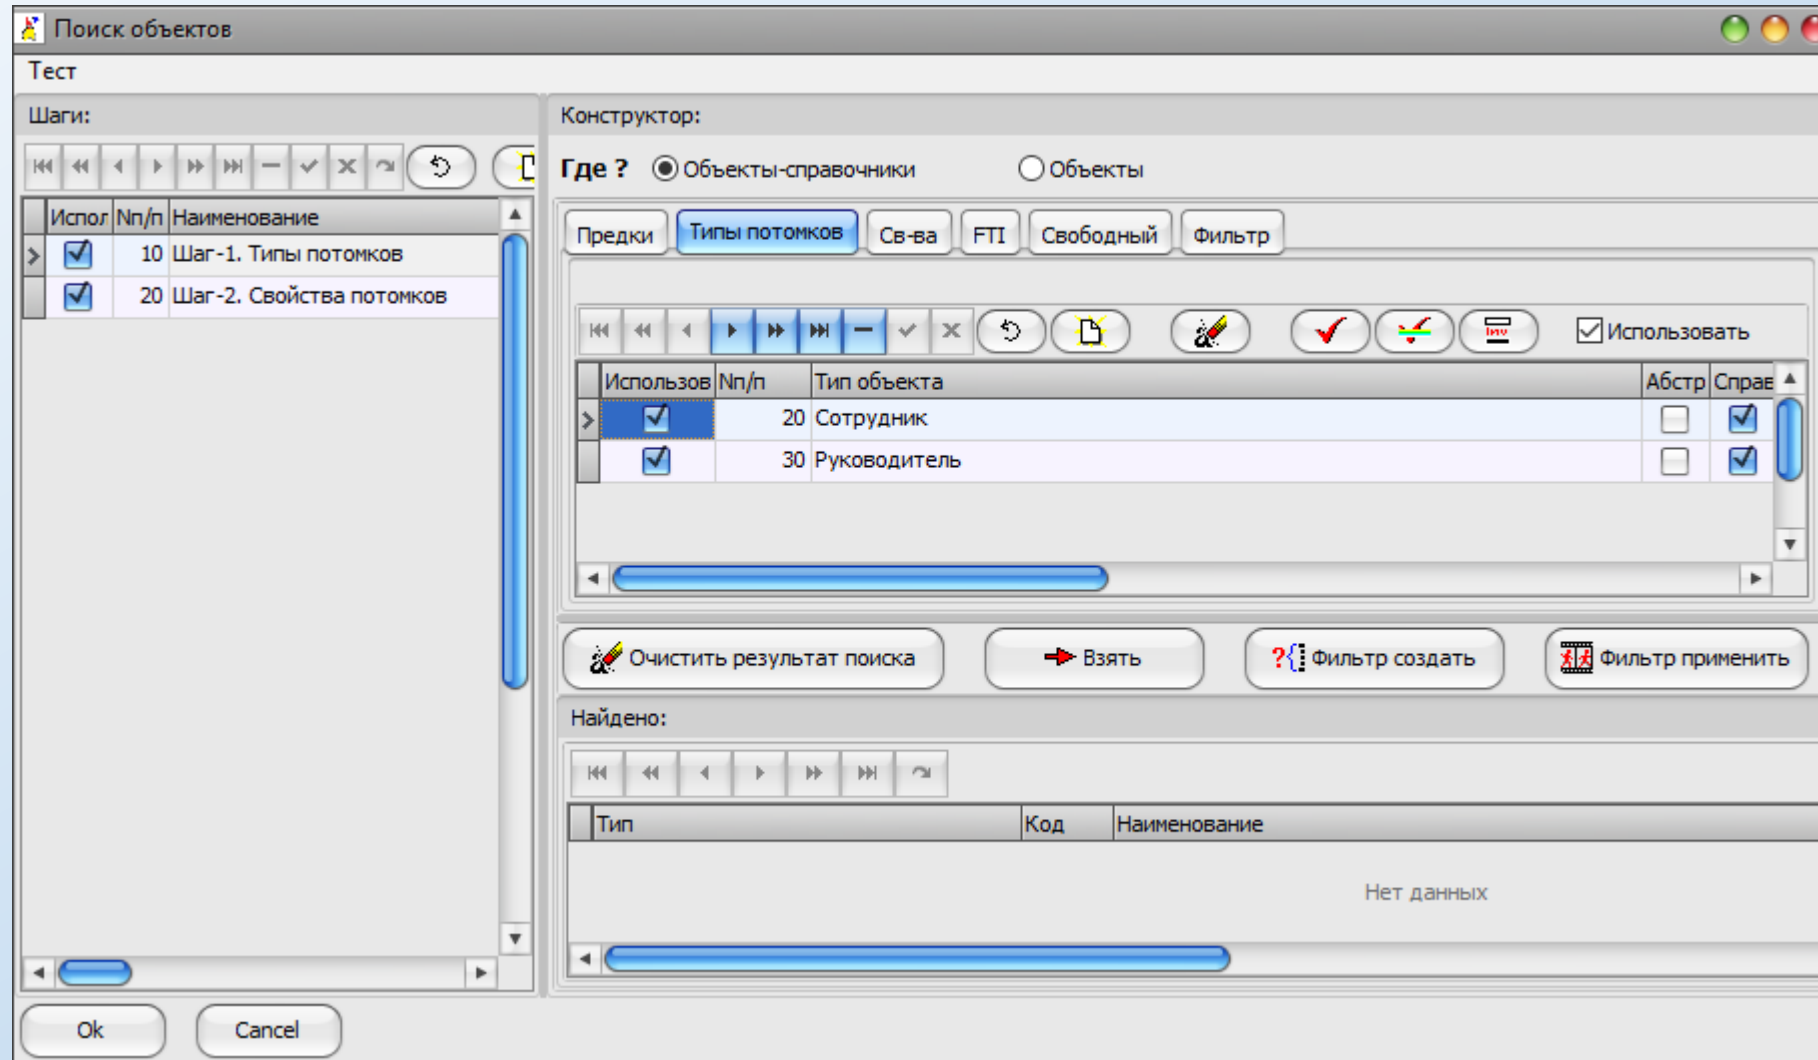 Поиск объектов
Тест
Шаги:
Испол Nп/п Наименование
10 Шаг-1. Типы потомков
20 Шаг-2. Свойства потомков
Конструктор:
Где ? Объекты-справочники Объекты
Предки Типы потомков Св-ва FTI Свободный Фильтр
Использовать
Использов Nп/п Тип объекта Абстр Справ
20 Сотрудник
30 Руководитель
Очистить результат поиска Взять Фильтр создать Фильтр применить
Найдено:
Тип Код Наименование
Нет данных
Ok Cancel